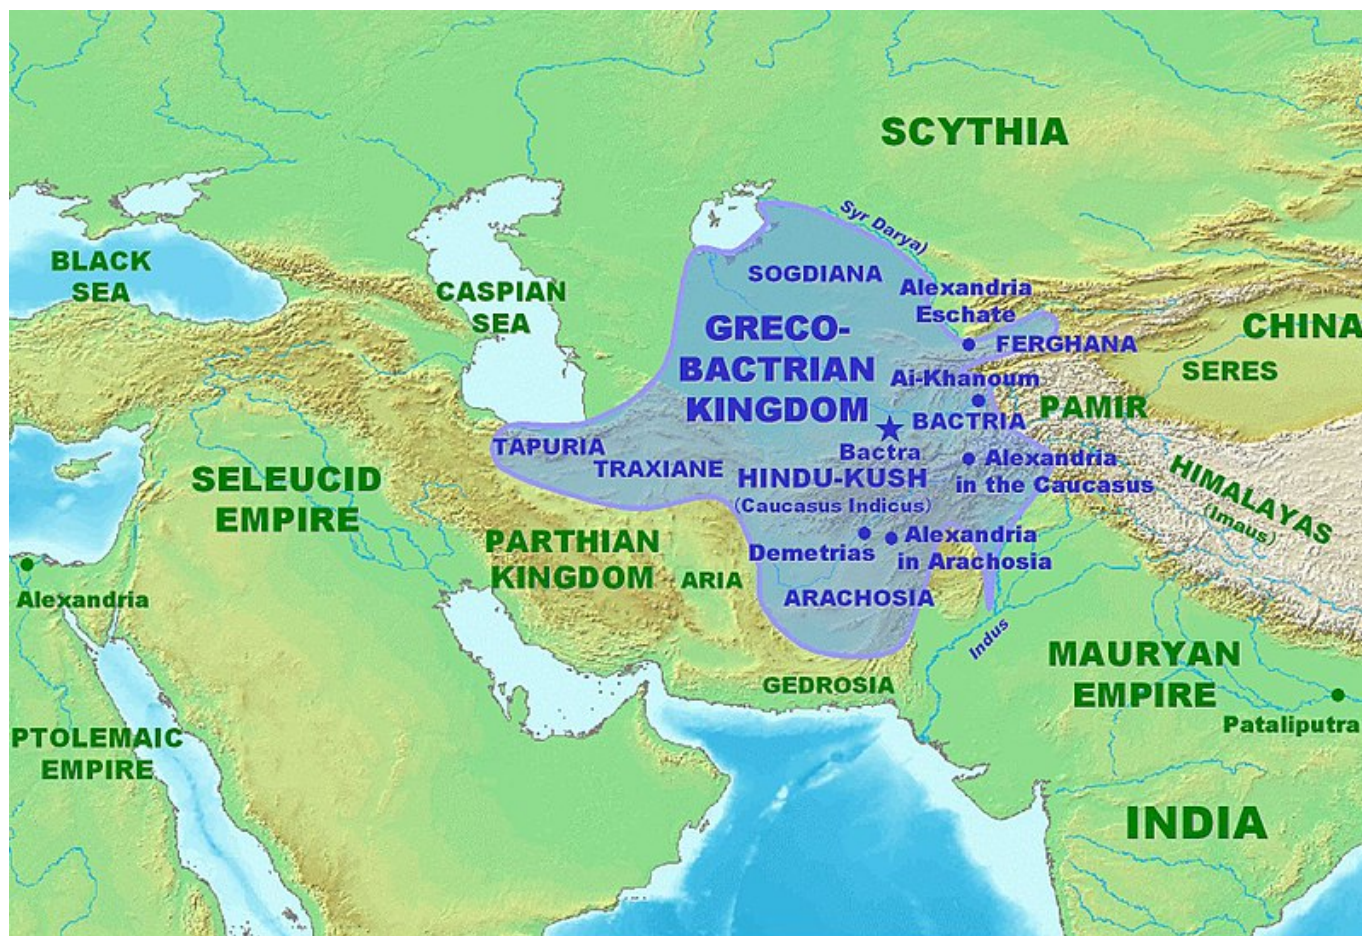 SCYTHIA
Syr Darya)
BLACK
SEA
CASPIAN
SEA
SOGDIANA
Alexandria
Eschate
GRECO-
BACTRIAN
KINGDOM
FERGHANA
CHINA
SERES
Ai-Khanoum
BACTRIA
PAMIR
Bactra
TAPURIA
TRAXIANE
HINDU-KUSH
(Caucasus Indicus)
Alexandria
in the Caucasus
HIMALAYAS
(Imaus)
SELEUCID
EMPIRE
PARTHIAN
KINGDOM
ARIA
Demetrias
Alexandria
in Arachosia
ARACHOSIA
Alexandria
Indus
MAURYAN
EMPIRE
GEDROSIA
Pataliputra
PTOLEMAIC
EMPIRE
INDIA